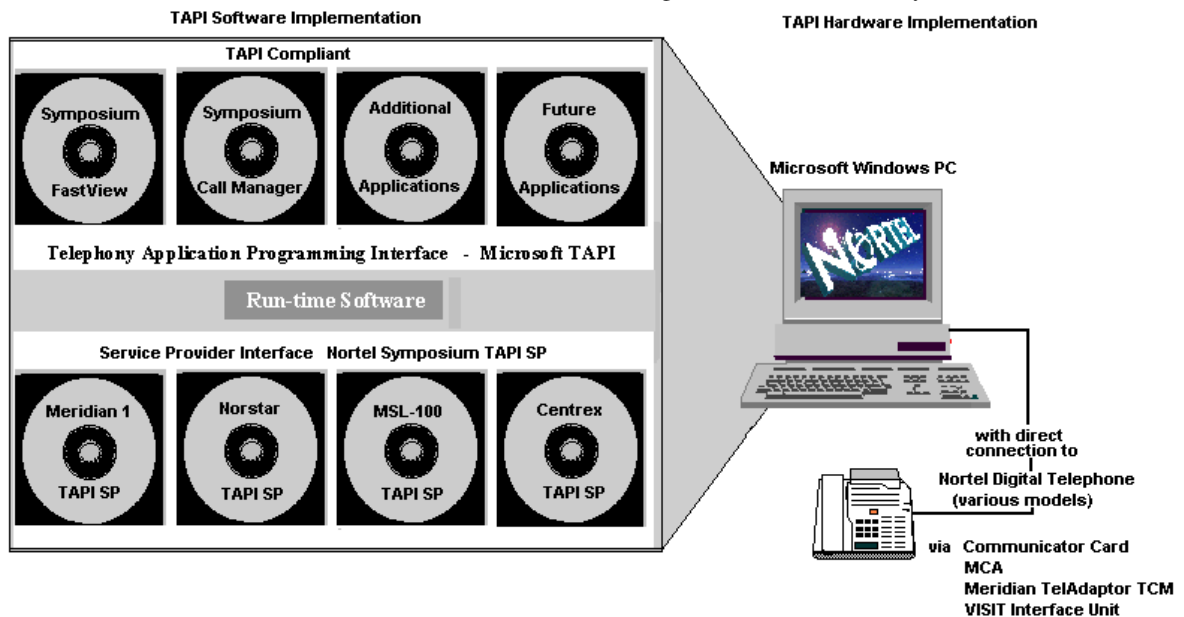 TAPI Software Implementation
TAPI Hardware Implementation
TAPI Compliant
Symposium
FastView
Symposium
Call Manager
Additional
Applications
Future
Applications
Telephony Application Programming Interface - Microsoft TAPI
Run-time Software
Service Provider Interface Nortel Symposium TAPI SP
Meridian 1
TAPI SP
Norstar
TAPI SP
MSL-100
TAPI SP
Centrex
TAPI SP
Microsoft Windows PC
NORTEL
with direct
connection to
Nortel Digital Telephone
(various models)
via Communicator Card
MCA
Meridian TelAdaptor TCM
VISIT Interface Unit